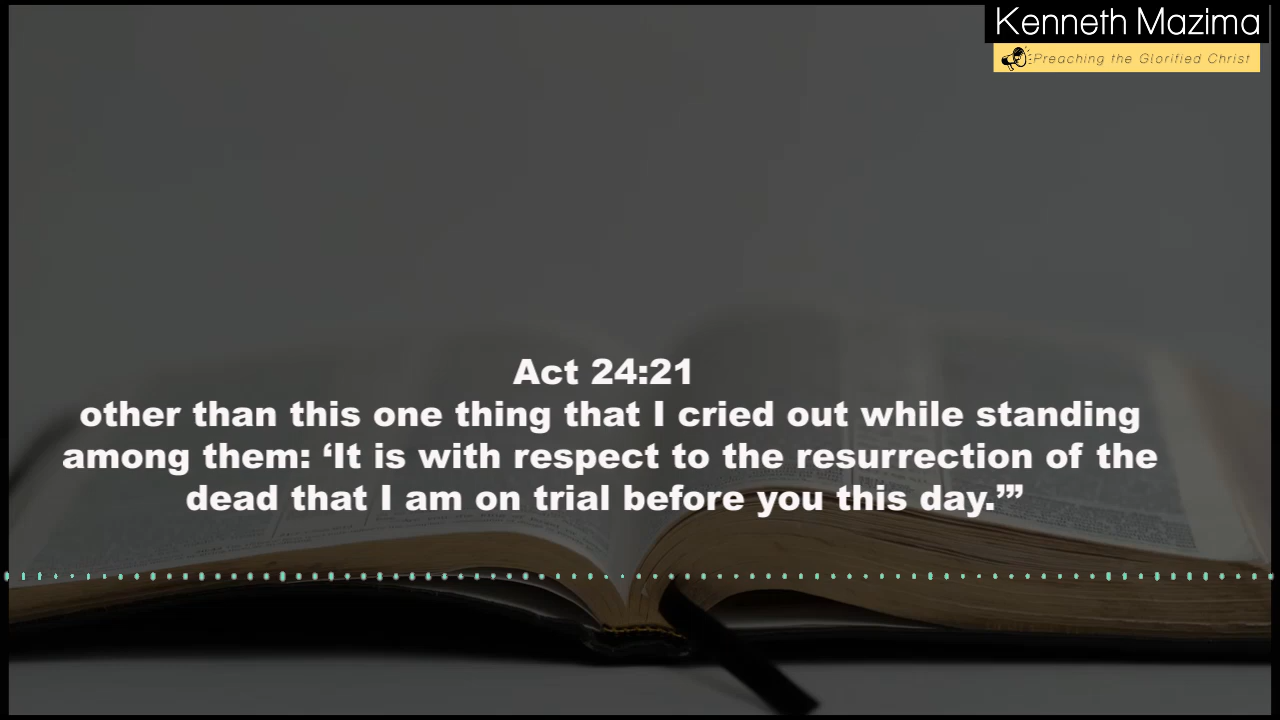 Kenneth Mazima
Preaching the Glorified Christ
Act 24:21
other than this one thing that I cried out while standing
among them: ‘It is with respect to the resurrection of the
dead that I am on trial before you this day.’”